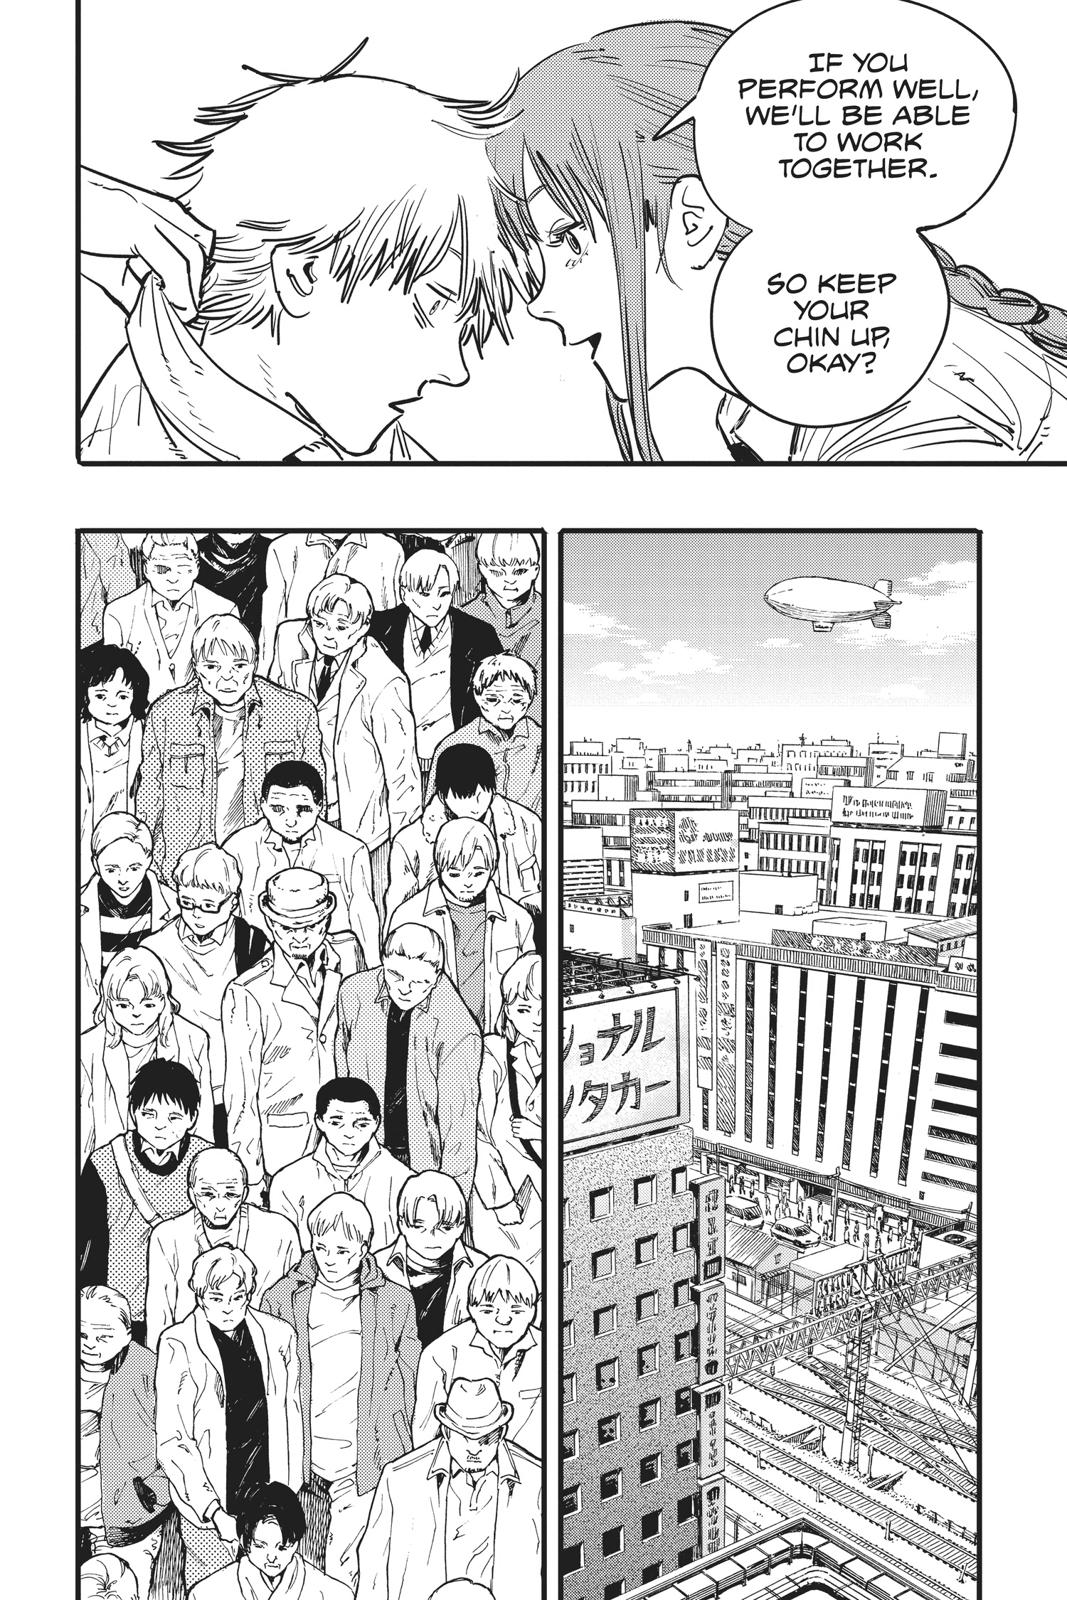 IF YOU
PERFORM WELL,
WE'LL BE ABLE
TO WORK
TOGETHER.
SO KEEP
YOUR
CHIN UP,
OKAY?
ショナル
ンタカー